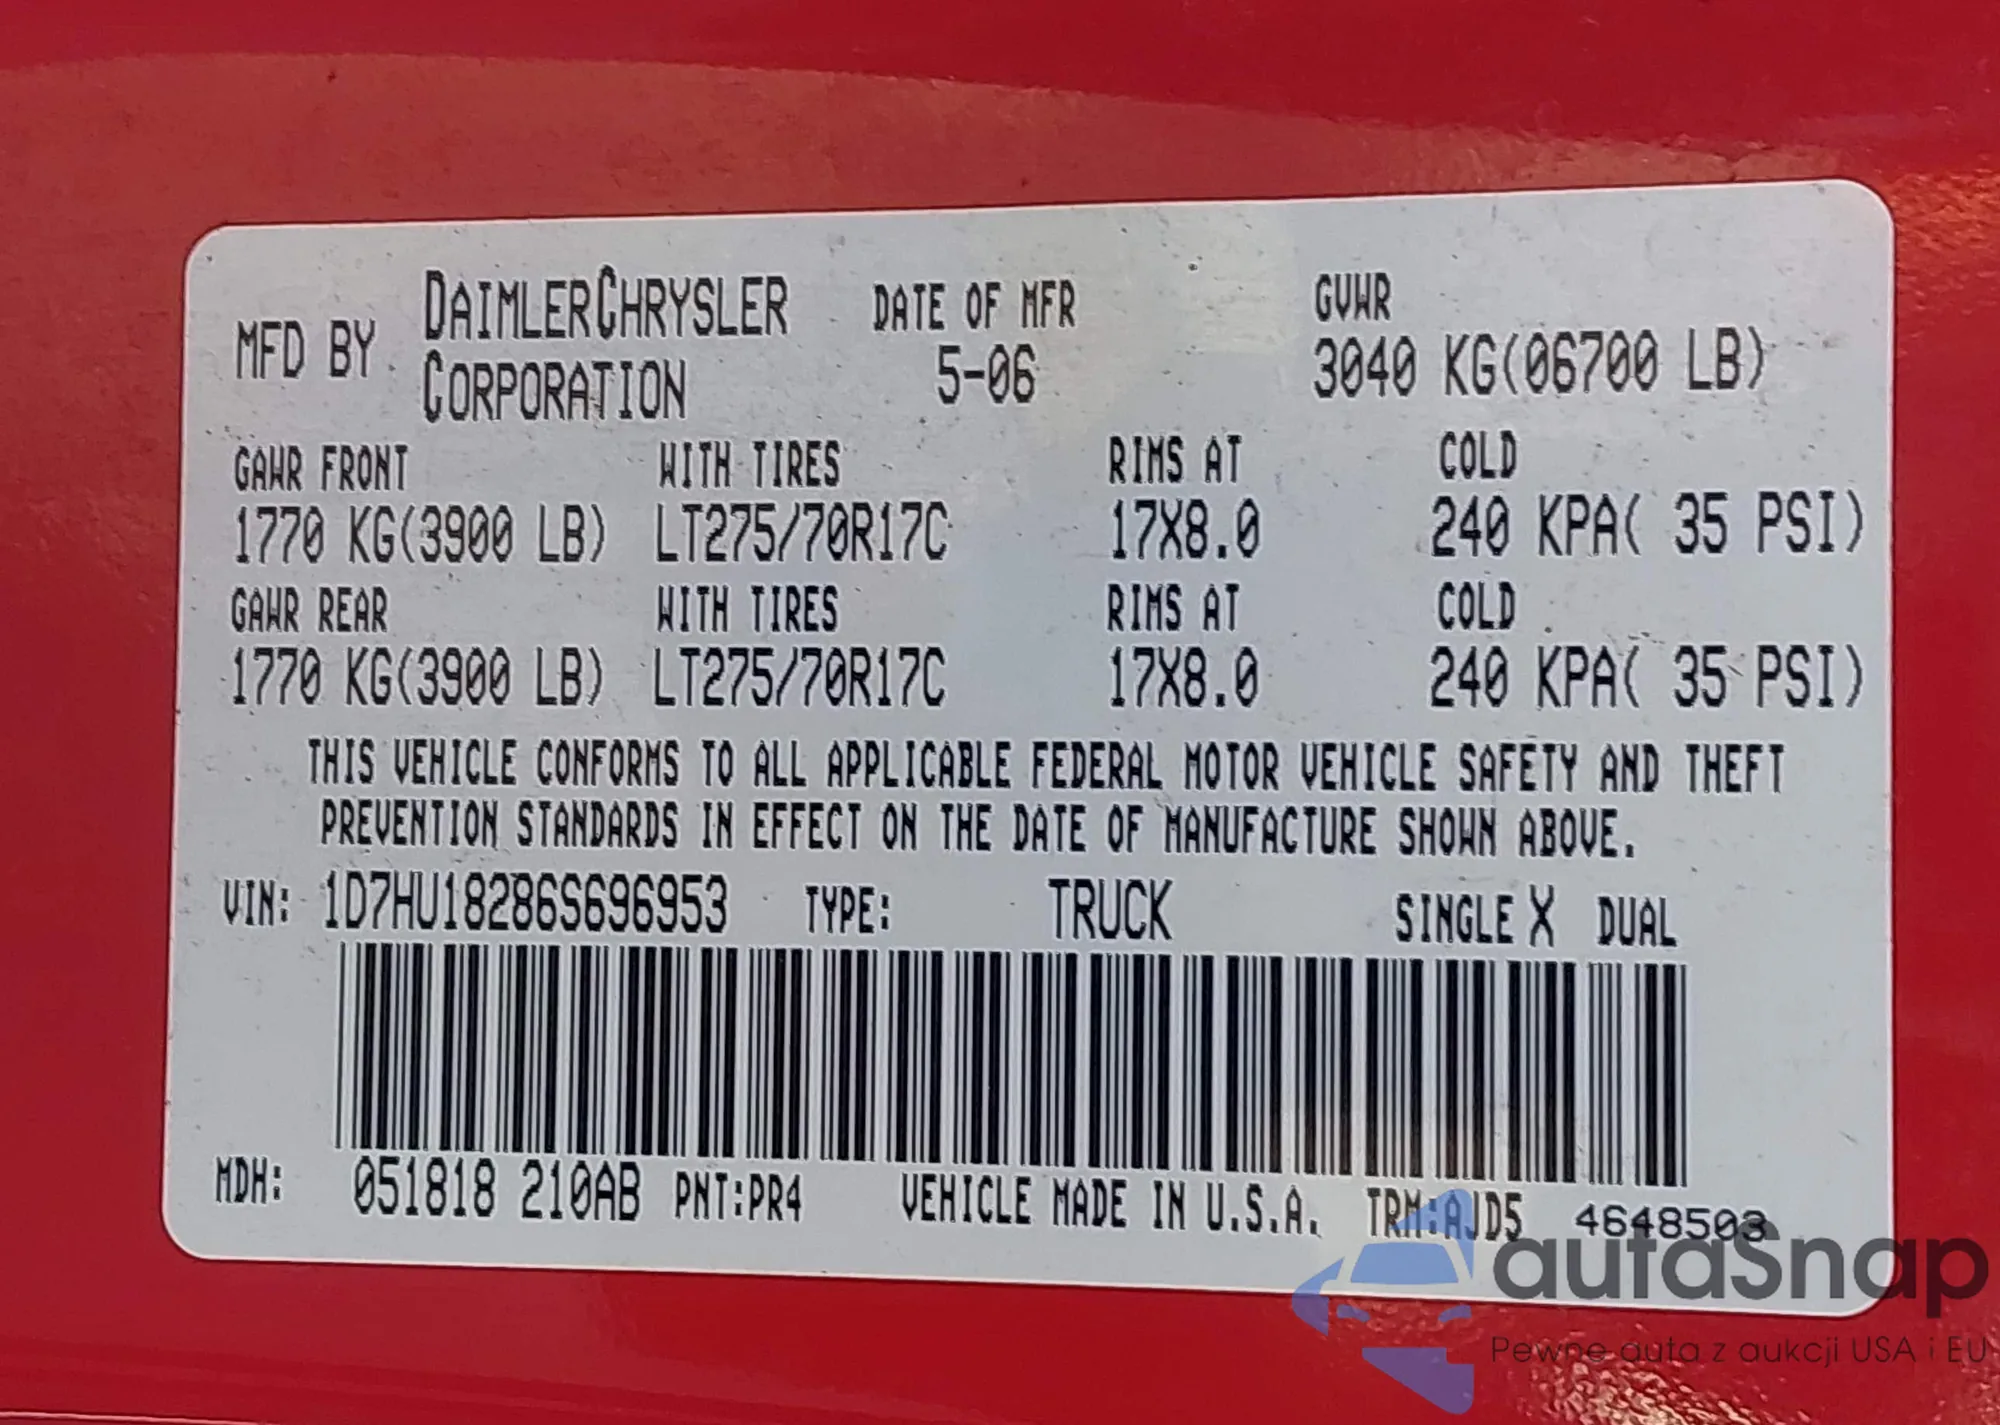 MFD BY DAIMLERCHRYSLER CORPORATION DATE OF MFR 5-06 GVWR 3040 KG(06700 LB)
GAWR FRONT WITH TIRES RIMS AT COLD
1770 KG(3900 LB) LT275/70R17C 17X8.0 240 KPA( 35 PSI)
GAWR REAR WITH TIRES RIMS AT COLD
1770 KG(3900 LB) LT275/70R17C 17X8.0 240 KPA( 35 PSI)
THIS VEHICLE CONFORMS TO ALL APPLICABLE FEDERAL MOTOR VEHICLE SAFETY AND THEFT
PREVENTION STANDARDS IN EFFECT ON THE DATE OF MANUFACTURE SHOWN ABOVE.
VIN: 1D7HU18286S696953 TYPE: TRUCK SINGLE X DUAL
MDH: 051818 210AB PNT:PR4 VEHICLE MADE IN U.S.A. TRM:AJD5 4648503
autaSnap
Pewne auta z aukcji USA i EU